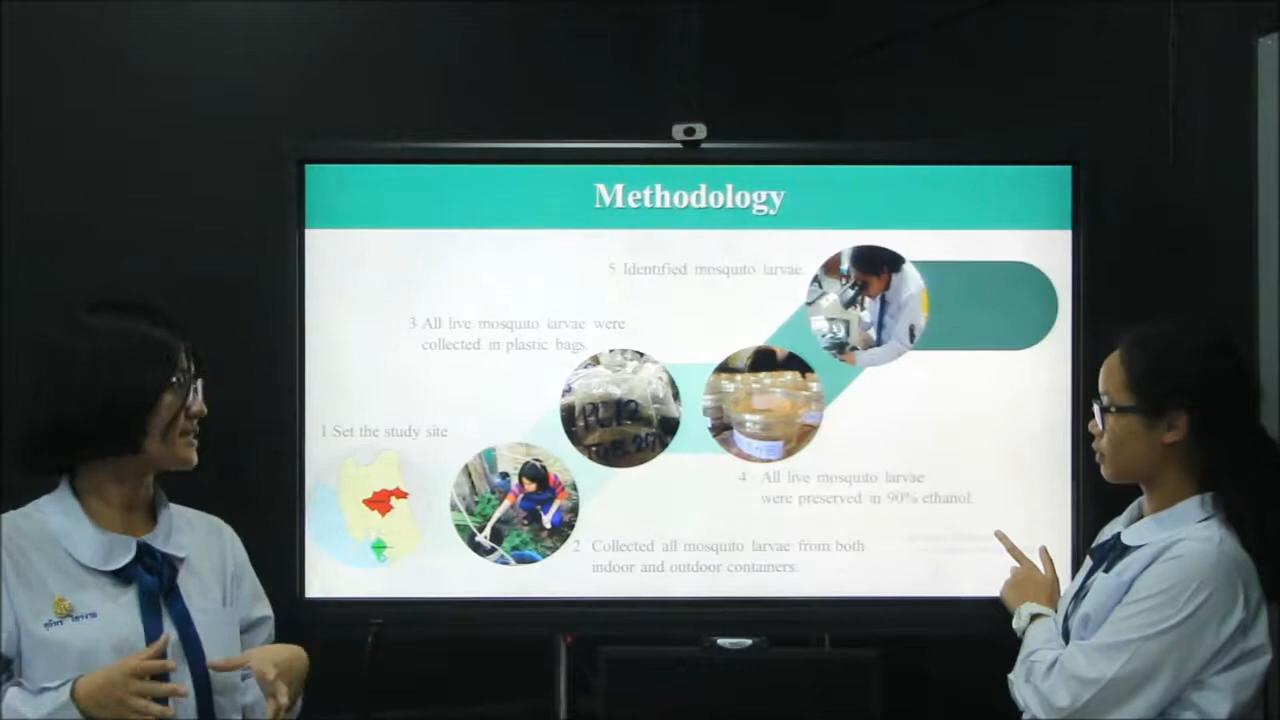 Methodology
5 Identified mosquito larvae.
3 All live mosquito larvae were
collected in plastic bags.
PC12
1 Set the study site
4 All live mosquito larvae
were preserved in 90% ethanol.
2 Collected all mosquito larvae from both
indoor and outdoor containers.